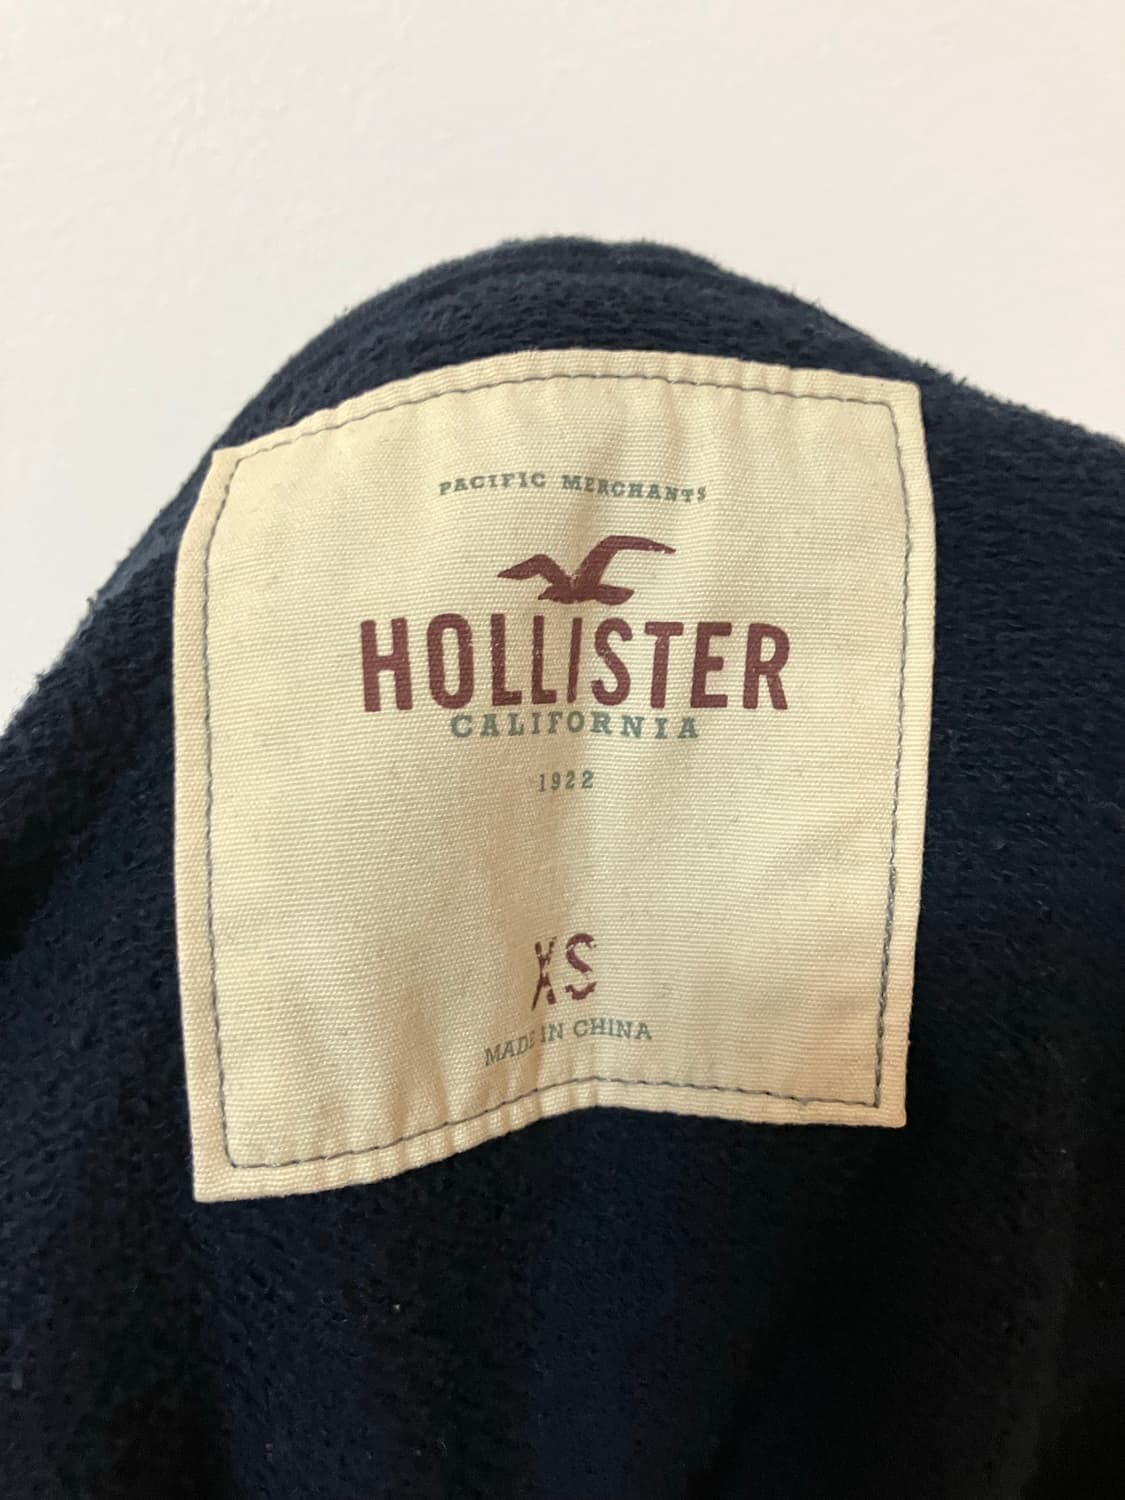 PACIFIC MERCHANTS
HOLLISTER
CALIFORNIA
1922
XS
MADE IN CHINA